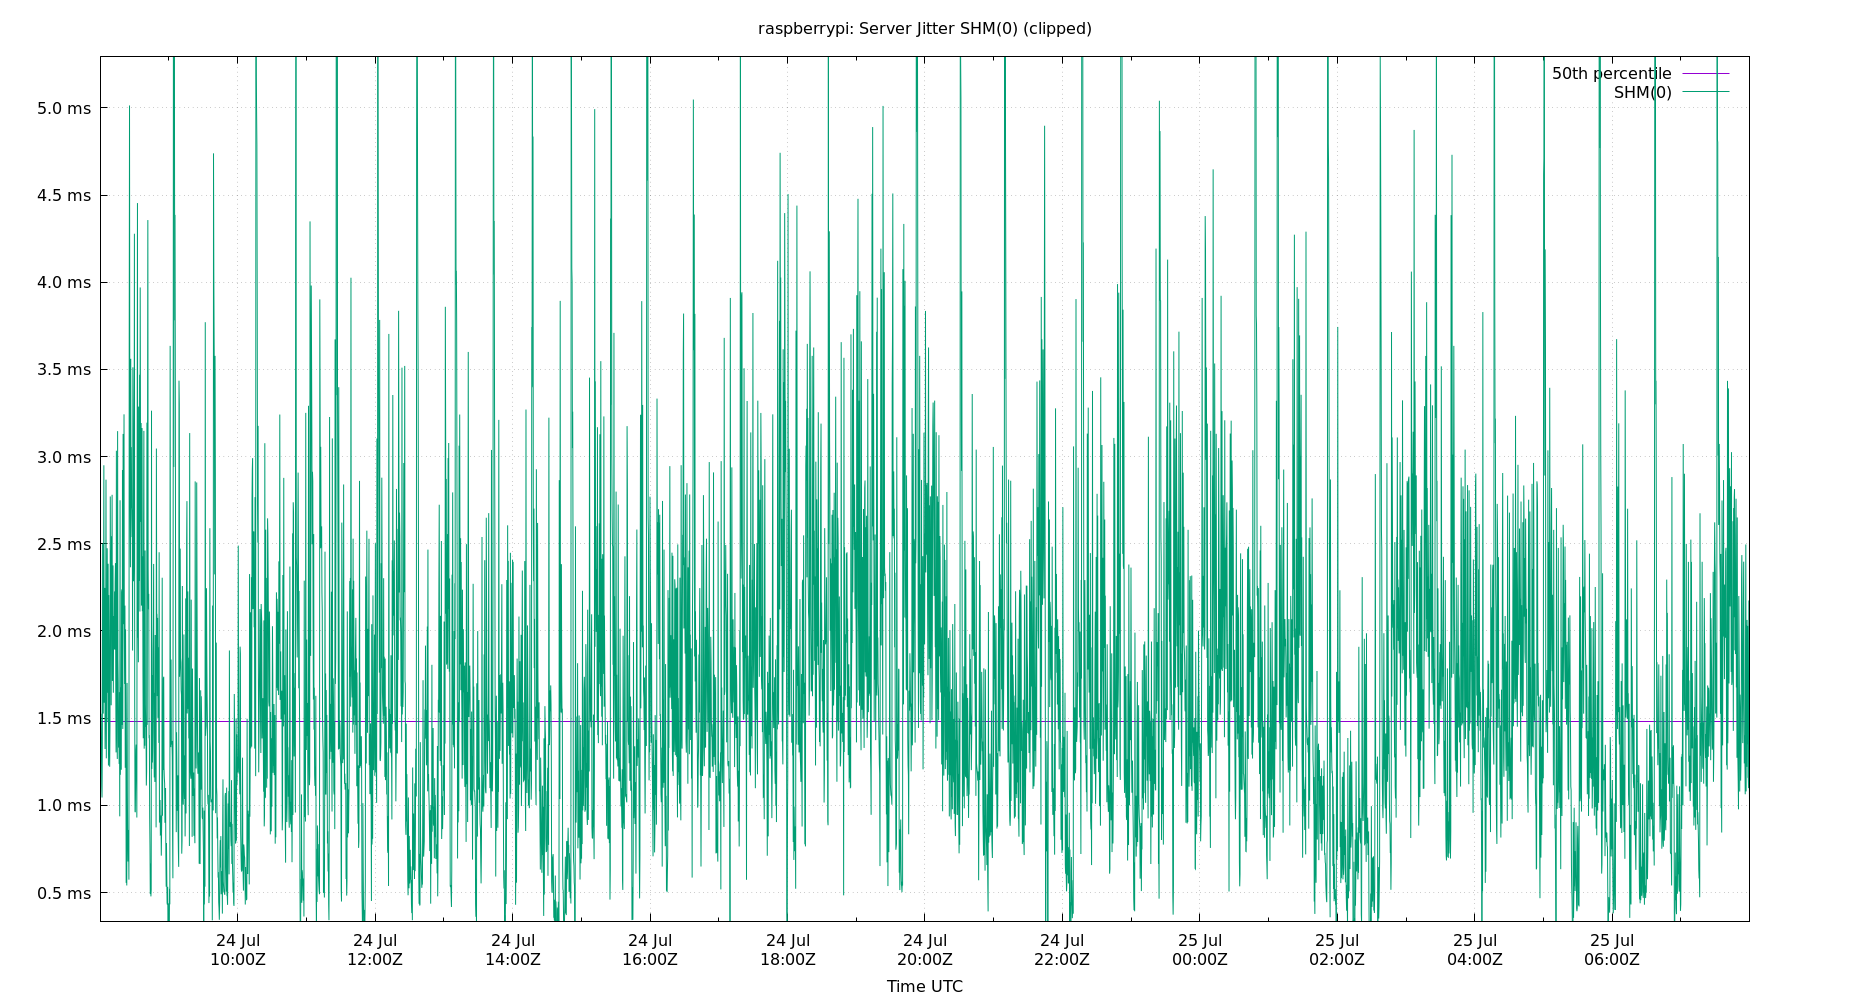 raspberrypi: Server Jitter SHM(0) (clipped)
50th percentile
SHM(0)
5.0 ms
4.5 ms
4.0 ms
3.5 ms
3.0 ms
2.5 ms
2.0 ms
1.5 ms
1.0 ms
0.5 ms
24 Jul 24 Jul 24 Jul 24 Jul 24 Jul 24 Jul 24 Jul 25 Jul 25 Jul 25 Jul 25 Jul
10:00Z 12:00Z 14:00Z 16:00Z 18:00Z 20:00Z 22:00Z 00:00Z 02:00Z 04:00Z 06:00Z
Time UTC